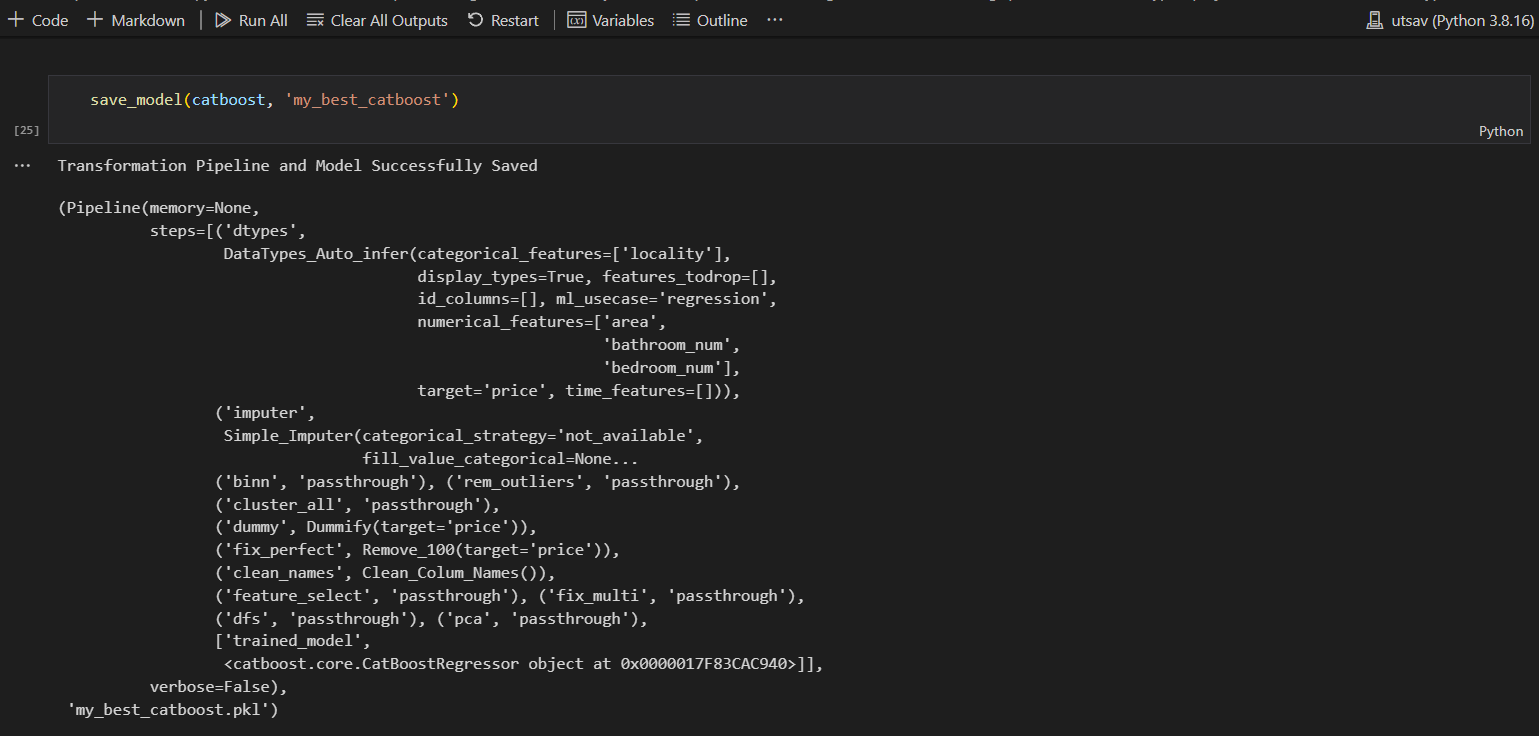 + Code + Markdown | Run All Clear All Outputs Restart | Variables Outline ... utsav (Python 3.8.16)
save_model(catboost, 'my_best_catboost')
[25]
Python
... Transformation Pipeline and Model Successfully Saved
(Pipeline(memory=None,
steps=[('dtypes',
DataTypes_Auto_infer(categorical_features=['locality'],
display_types=True, features_todrop=[],
id_columns=[], ml_usecase='regression',
numerical_features=['area',
'bathroom_num',
'bedroom_num'],
target='price', time_features=[])),
('imputer',
Simple_Imputer(categorical_strategy='not_available',
fill_value_categorical=None...
('binn', 'passthrough'), ('rem_outliers', 'passthrough'),
('cluster_all', 'passthrough'),
('dummy', Dummify(target='price')),
('fix_perfect', Remove_100(target='price')),
('clean_names', Clean_Colum_Names()),
('feature_select', 'passthrough'), ('fix_multi', 'passthrough'),
('dfs', 'passthrough'), ('pca', 'passthrough'),
['trained_model',
<catboost.core.CatBoostRegressor object at 0x0000017F83CAC940>]],
verbose=False),
'my_best_catboost.pkl')